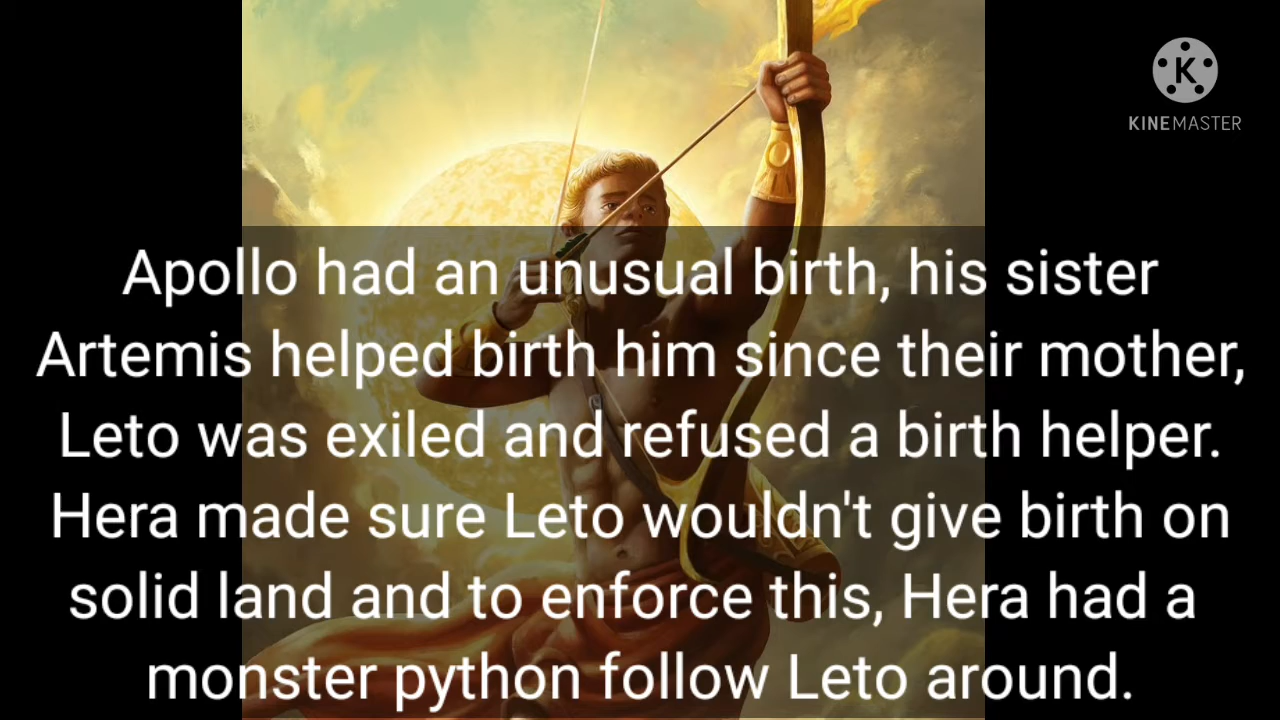 KINEMASTER
Apollo had an unusual birth, his sister
Artemis helped birth him since their mother,
Leto was exiled and refused a birth helper.
Hera made sure Leto wouldn't give birth on
solid land and to enforce this, Hera had a
monster python follow Leto around.